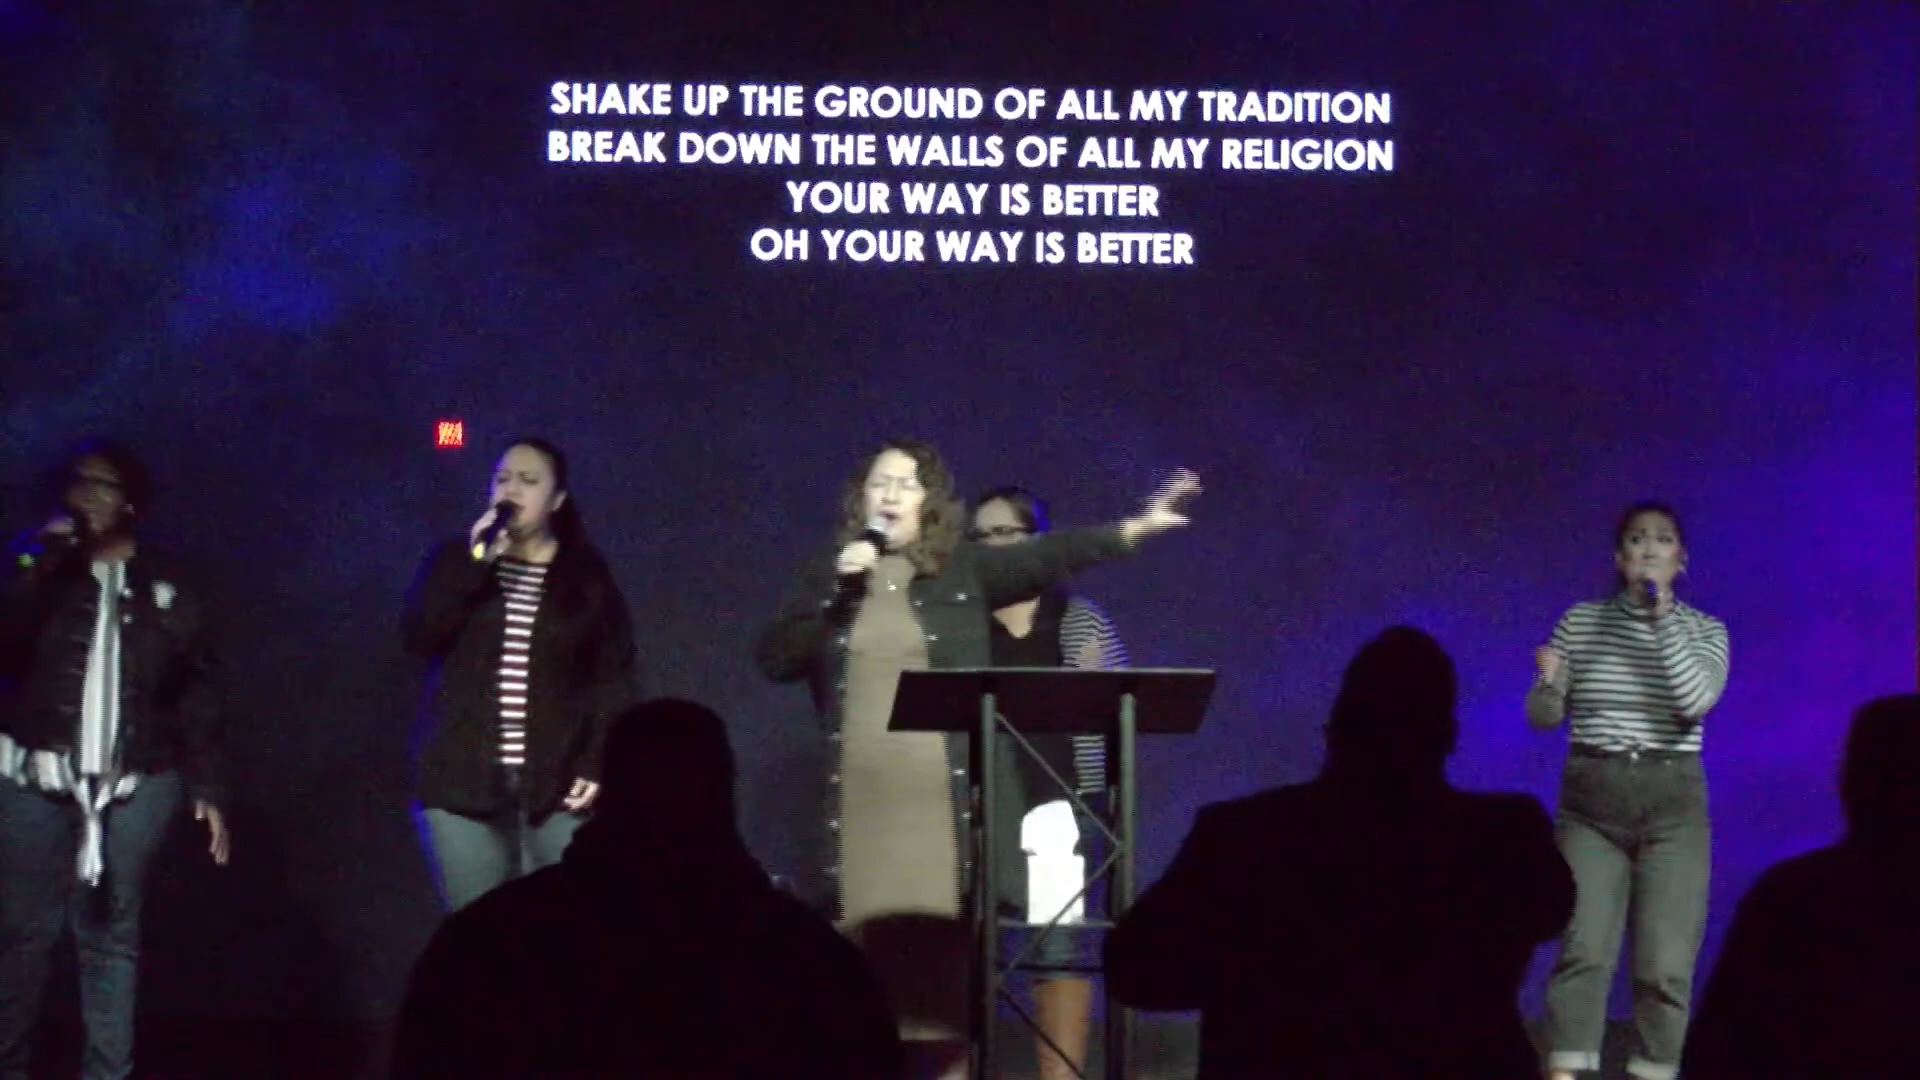 SHAKE UP THE GROUND OF ALL MY TRADITION
BREAK DOWN THE WALLS OF ALL MY RELIGION
YOUR WAY IS BETTER
OH YOUR WAY IS BETTER